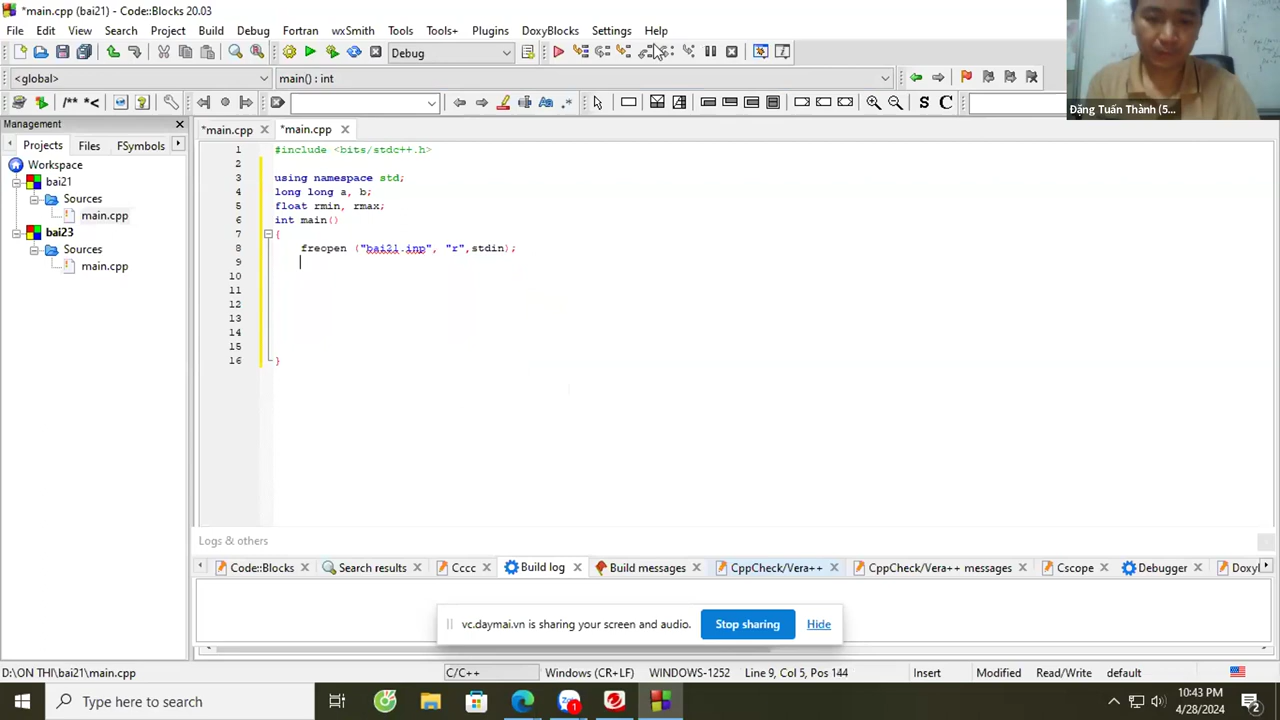 *main.cpp (bai21) - Code::Blocks 20.03
File Edit View Search Project Build Debug Fortran wxSmith Tools Tools+ Plugins DoxyBlocks Settings Help
Debug
<global>
main() : int
/** *<
S C
Đặng Tuấn Thành (5...
Management
Projects Files FSymbols
*main.cpp *main.cpp
Workspace
bai21
Sources
main.cpp
bai23
Sources
main.cpp
1 #include <bits/stdc++.h>
2
3 using namespace std;
4 long long a, b;
5 float rmin, rmax;
6 int main()
7 {
8 freopen ("bai21.inp", "r",stdin);
9
10
11
12
13
14
15
16 }
Logs & others
Code::Blocks Search results Cccc Build log Build messages CppCheck/Vera++ CppCheck/Vera++ messages Cscope Debugger DoxyB
vc.daymai.vn is sharing your screen and audio. Stop sharing Hide
D:\ON THI\bai21\main.cpp C/C++ Windows (CR+LF) WINDOWS-1252 Line 9, Col 5, Pos 144 Insert Modified Read/Write default
Type here to search
1
10:43 PM
4/28/2024
2